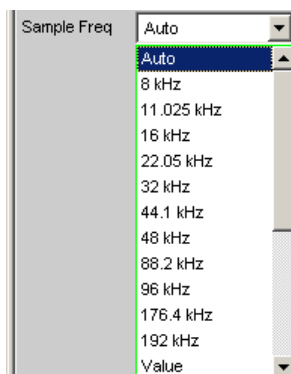 Sample Freq Auto
Auto
8 kHz
11.025 kHz
16 kHz
22.05 kHz
32 kHz
44.1 kHz
48 kHz
88.2 kHz
96 kHz
176.4 kHz
192 kHz
Value